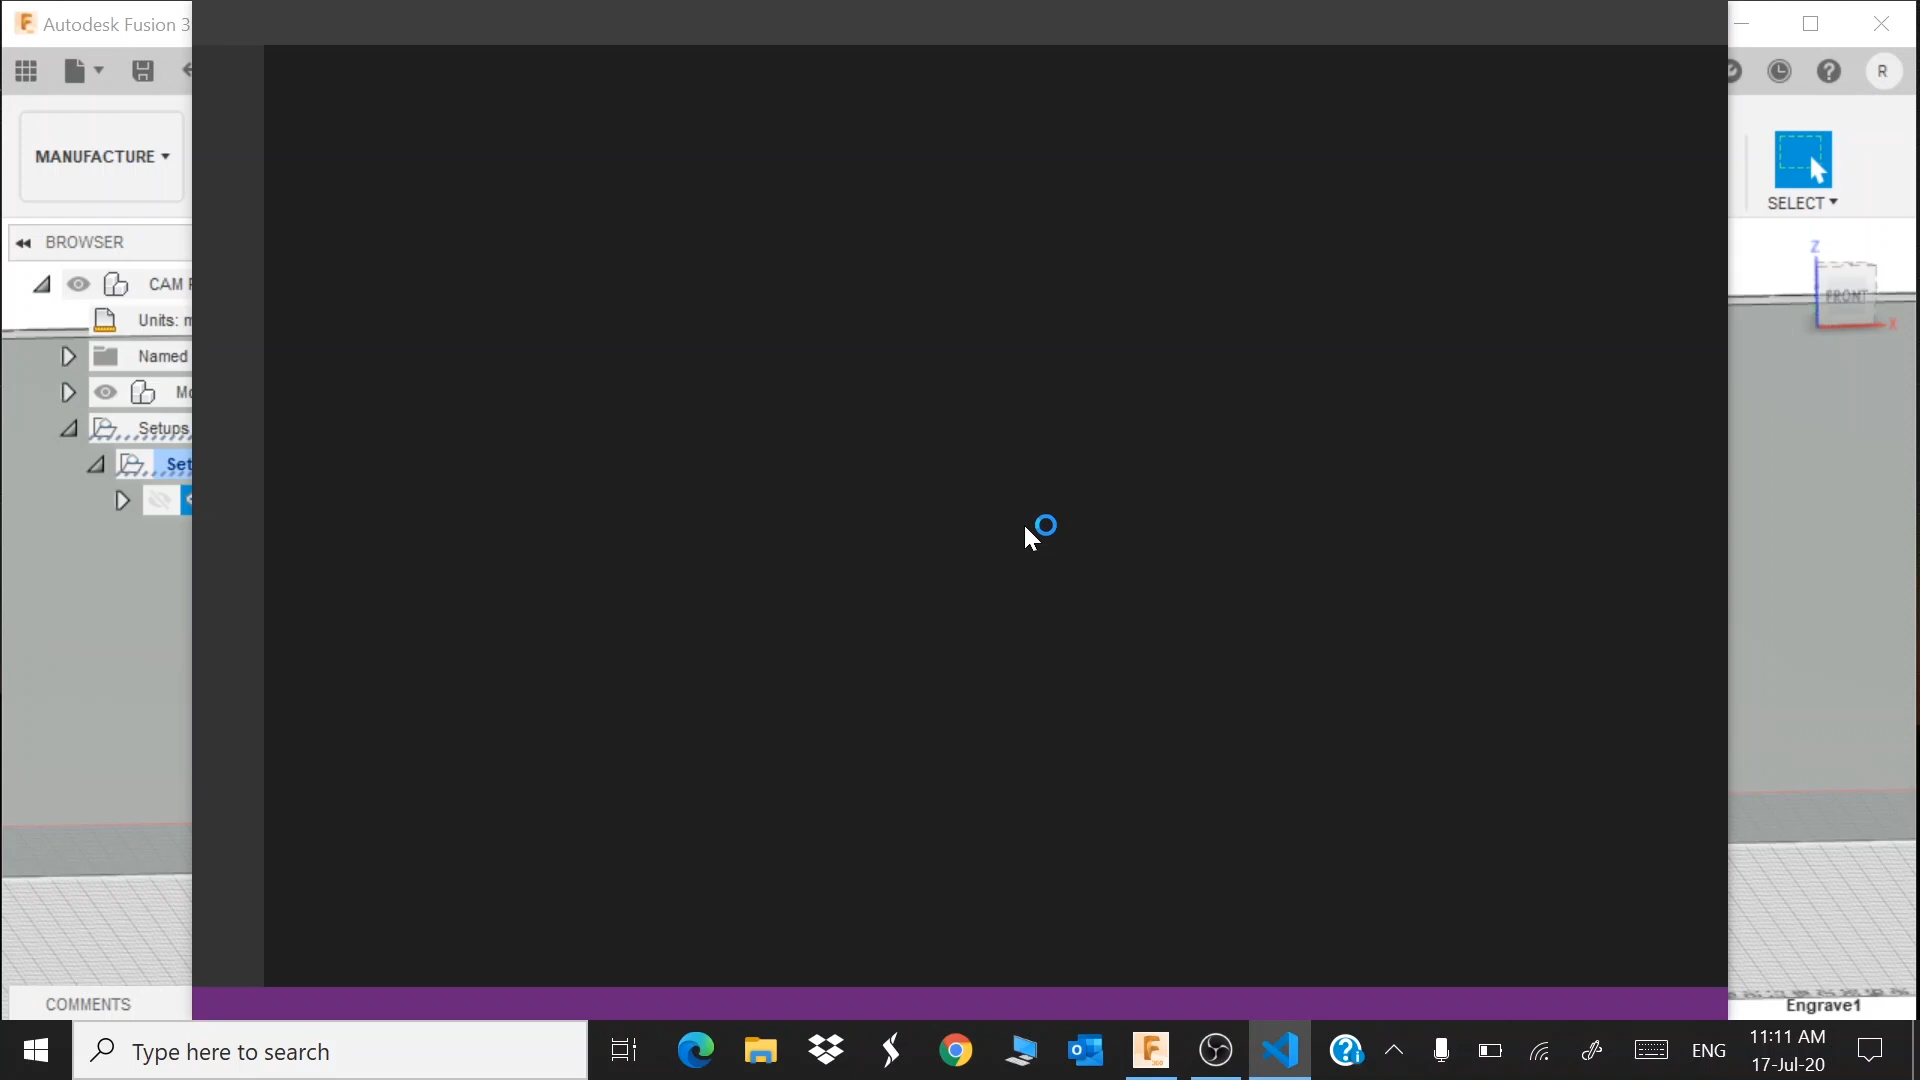 Autodesk Fusion 3
R
MANUFACTURE
SELECT
BROWSER
CAM
Units:
Named
Setups
Set
Z
FRONT
X
COMMENTS
Engrave1
Type here to search
ENG
11:11 AM
17-Jul-20